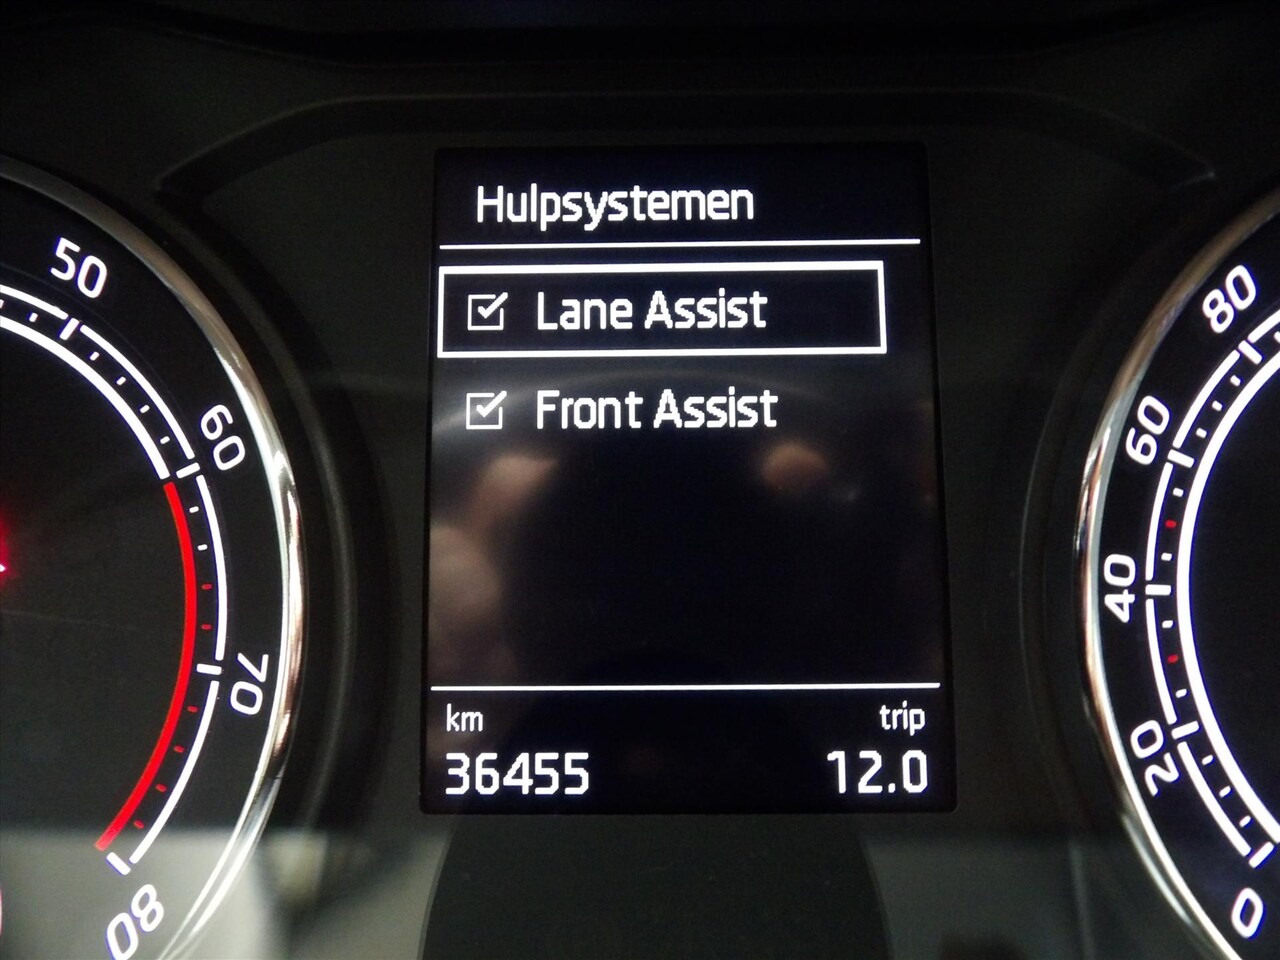 Hulpsystemen
Lane Assist
Front Assist
km
trip
36455
12.0
50
60
70
80
80
60
40
20
0